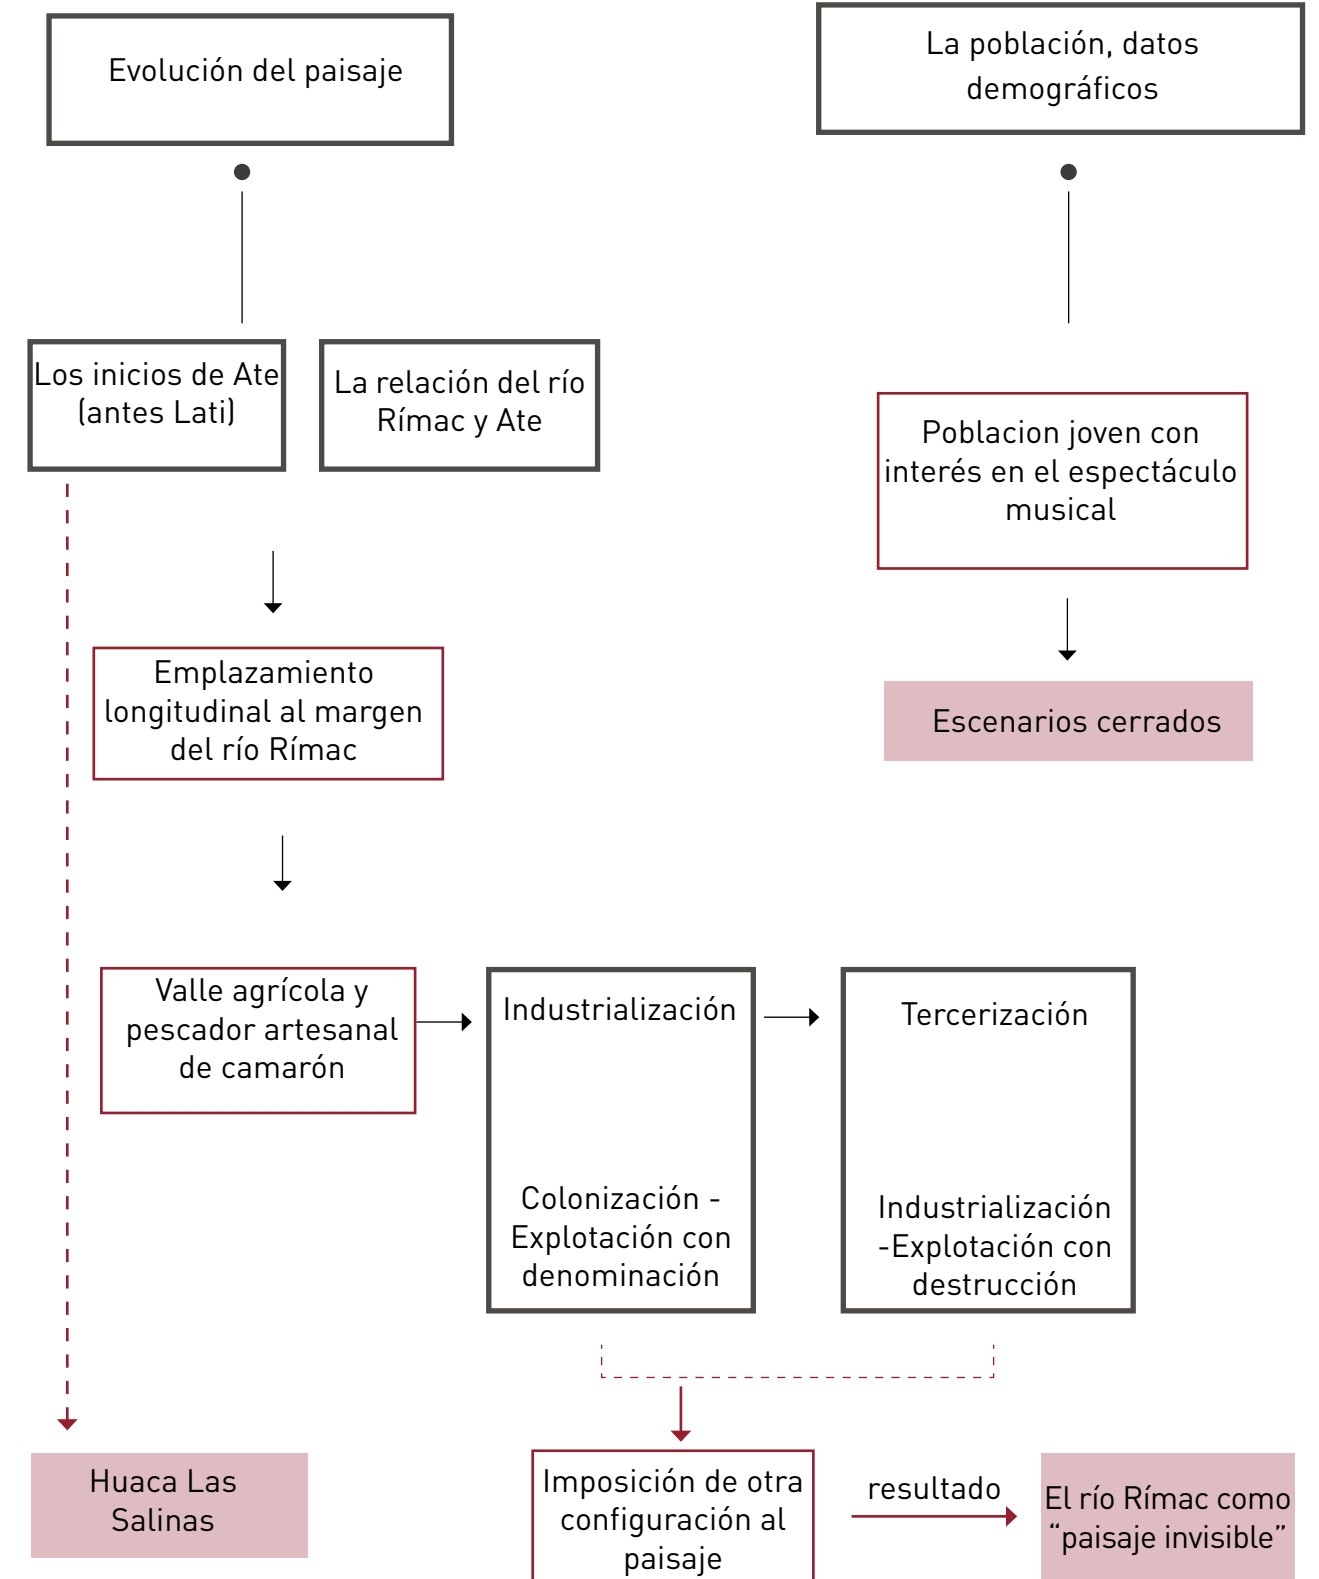 Evolución del paisaje
La población, datos
demográficos
Los inicios de Ate
(antes Lati)
La relación del río
Rímac y Ate
Poblacion joven con
interés en el espectáculo
musical
Emplazamiento
longitudinal al margen
del río Rímac
Escenarios cerrados
Valle agrícola y
pescador artesanal
de camarón
Industrialización
Colonización -
Explotación con
denominación
Tercerización
Industrialización
-Explotación con
destrucción
Huaca Las
Salinas
Imposición de otra
configuración al
paisaje
resultado
El río Rímac como
“paisaje invisible”